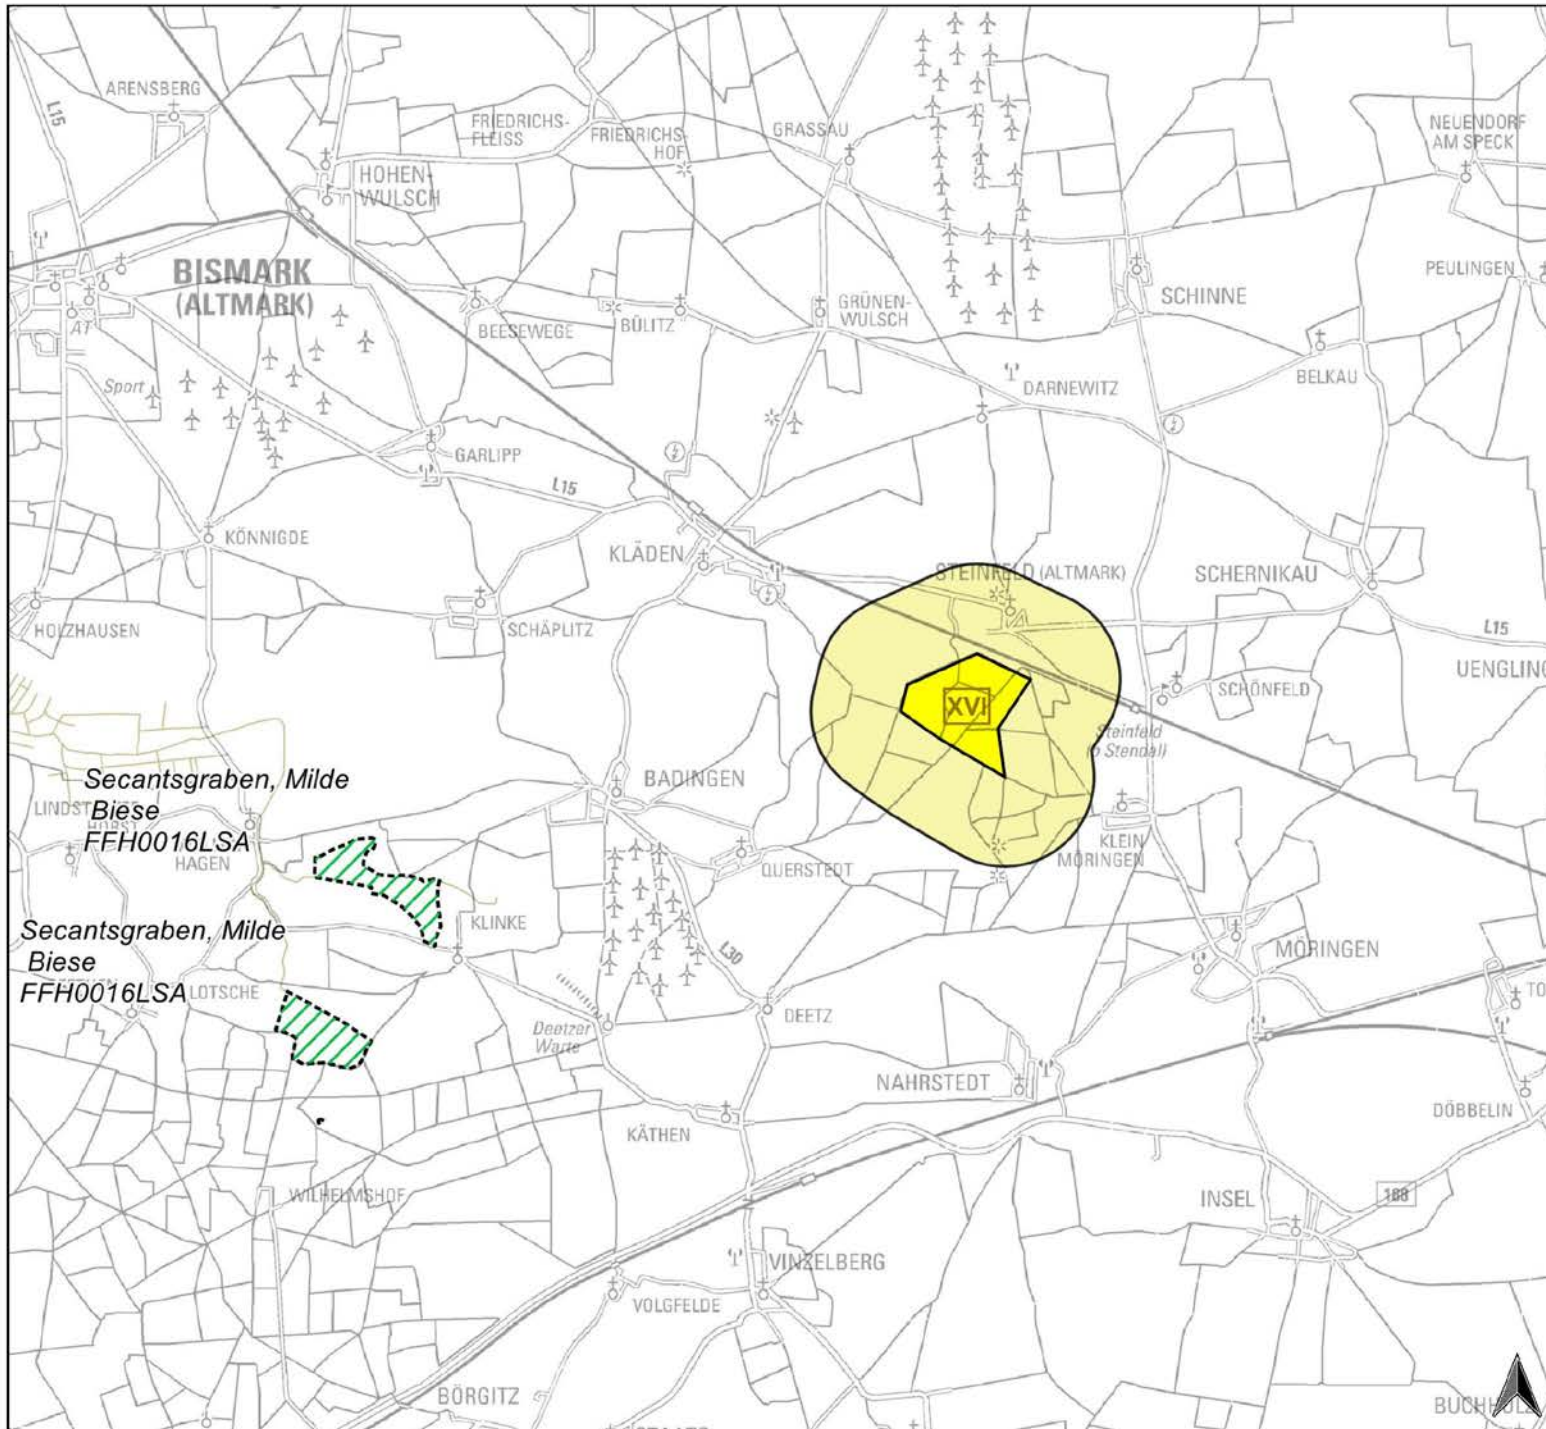 ARENSBERG
L15
FRIEDRICHS-
FLEISS
FRIEDRICHS-
HOF
GRASSAU
NEUENDORF
AM SPECK
HOHEN-
WULSCH
BISMARK
(ALTMARK)
AT
Sport
BEESEWEGE
BÜLITZ
GRÜNEN-
WULSCH
SCHINNE
PEULINGEN
DARNEWITZ
BELKAU
GARLIPP
L15
KÖNNIGDE
KLÄDEN
STEINFELD (ALTMARK)
SCHERNIKAU
HOLZHAUSEN
SCHÄPLITZ
L15
UENGLING
SCHÖNFELD
XVI
Steinfeld
(b Stendal)
Secantsgraben, Milde
Biese
FFH0016LSA
HAGEN
BADINGEN
QUERSTEDT
KLEIN
MÖRINGEN
KLINKE
Secantsgraben, Milde
Biese
FFH0016LSA
LOTSCHE
L30
MÖRINGEN
Deetzer
Warte
DEETZ
TO
NAHRSTEDT
DÖBBELIN
KÄTHEN
WILHELMSHOF
INSEL
188
VINZELBERG
VOLGFELDE
BÖRGITZ